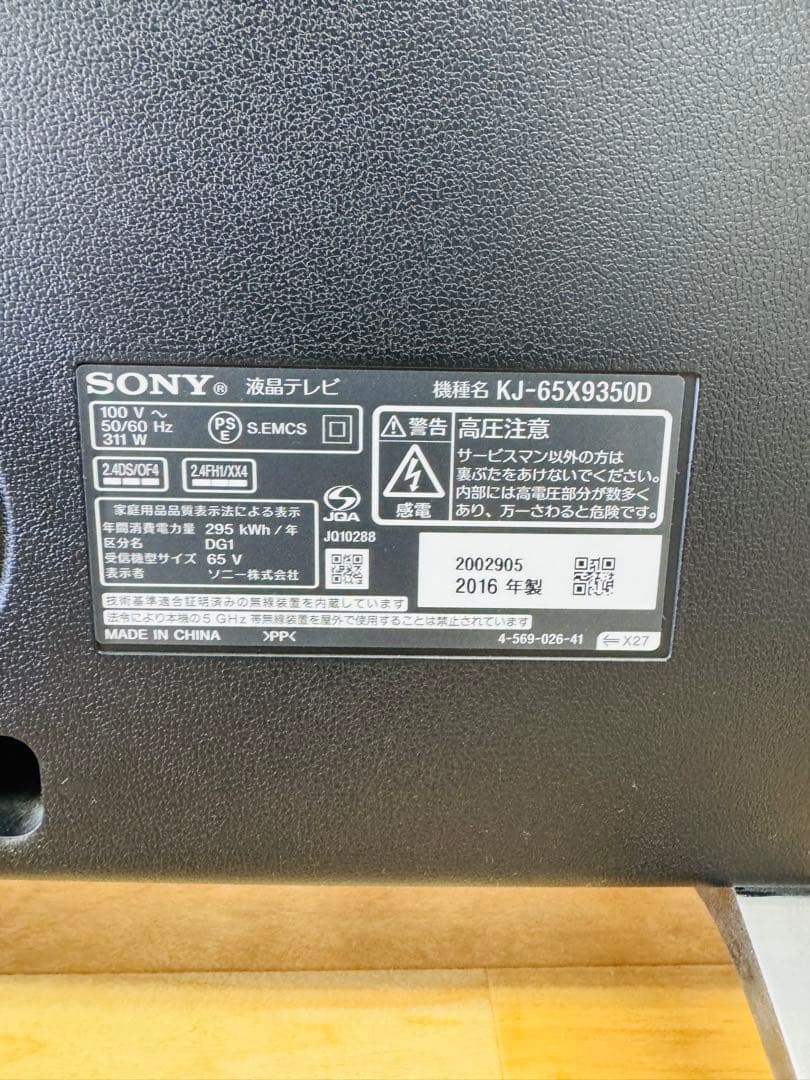 SONY® 液晶テレビ 機種名 KJ-65X9350D
100 V ～
50/60 Hz
311 W
PS
E
S.EMCS
2.4DS/OF4
2.4FH1/XX4
家庭用品品質表示法による表示
年間消費電力量 295 kWh/年
区分名 DG1
受信機型サイズ 65 V
表示者 ソニー株式会社
JQA
JQ10288
警告
感電
高圧注意
サービスマン以外の方は
裏ぶたをあけないでください。
内部には高電圧部分が数多く
あり、万一さわると危険です。
2002905
2016 年製
技術基準適合証明済みの無線装置を内蔵しています
法令により本機の5 GHz 帯無線装置を屋外で使用することは禁止されています
MADE IN CHINA >PP< 4-569-026-41 X27